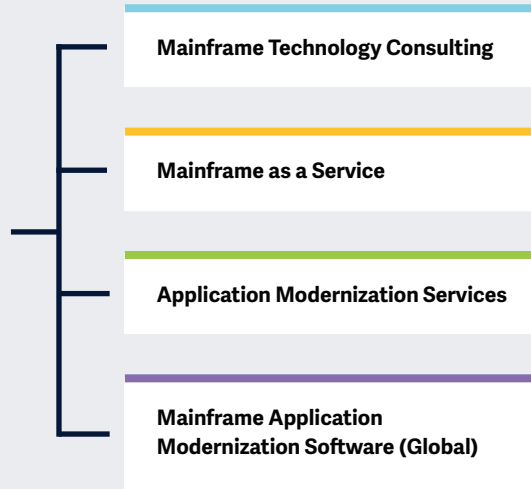 Mainframe Technology Consulting
Mainframe as a Service
Application Modernization Services
Mainframe Application
Modernization Software (Global)